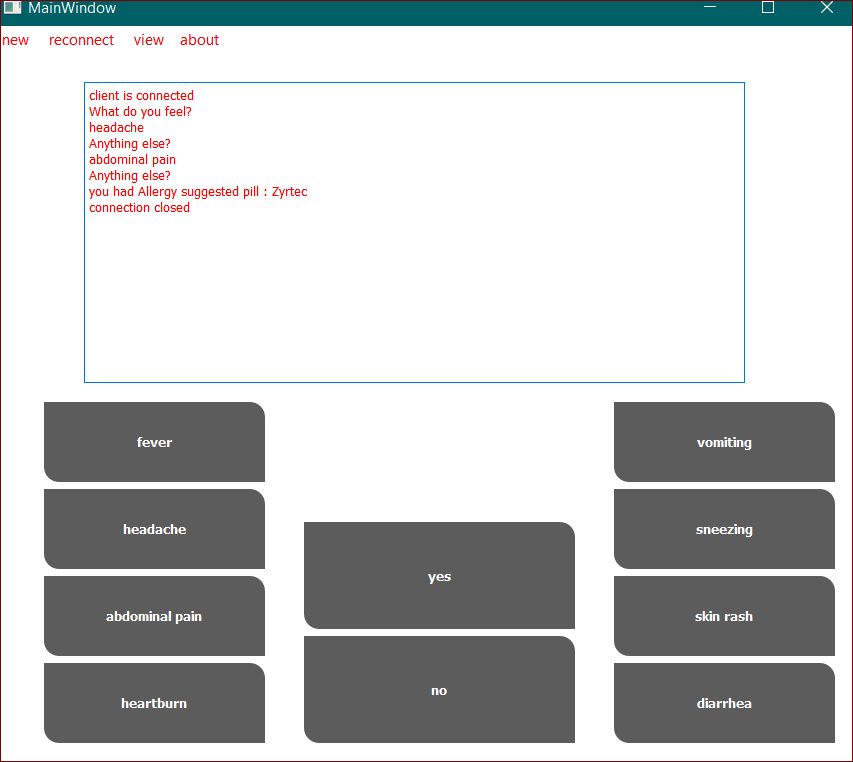 MainWindow
new reconnect view about
client is connected
What do you feel?
headache
Anything else?
abdominal pain
Anything else?
you had Allergy suggested pill : Zyrtec
connection closed
fever
headache
abdominal pain
heartburn
yes
no
vomiting
sneezing
skin rash
diarrhea